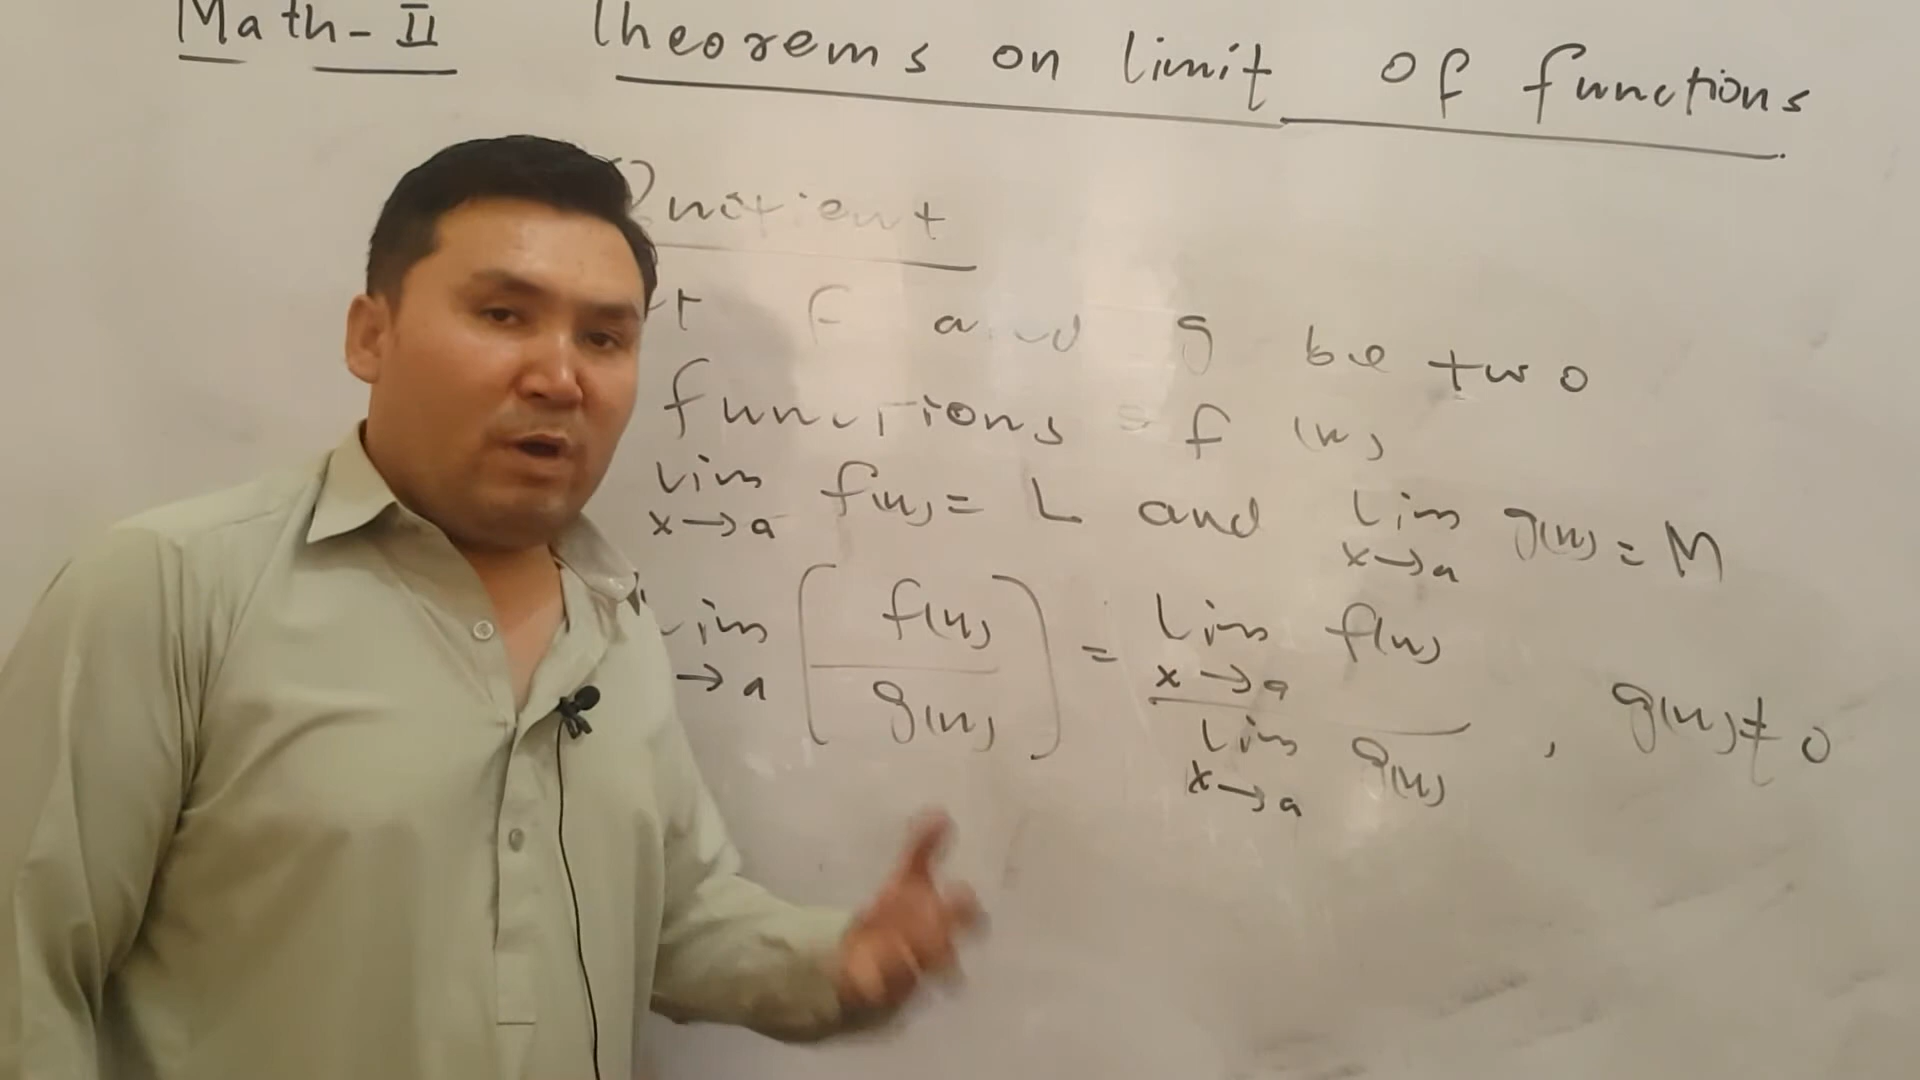 Math-II Theorems on limit of functions
Quotient
f and g be two
functions of (x)
lim f(x) = L and lim g(x) = M
x→a x→a
lim ( f(x) / g(x) ) = lim f(x) / lim g(x) , g(x) ≠ 0
→a x→a x→a